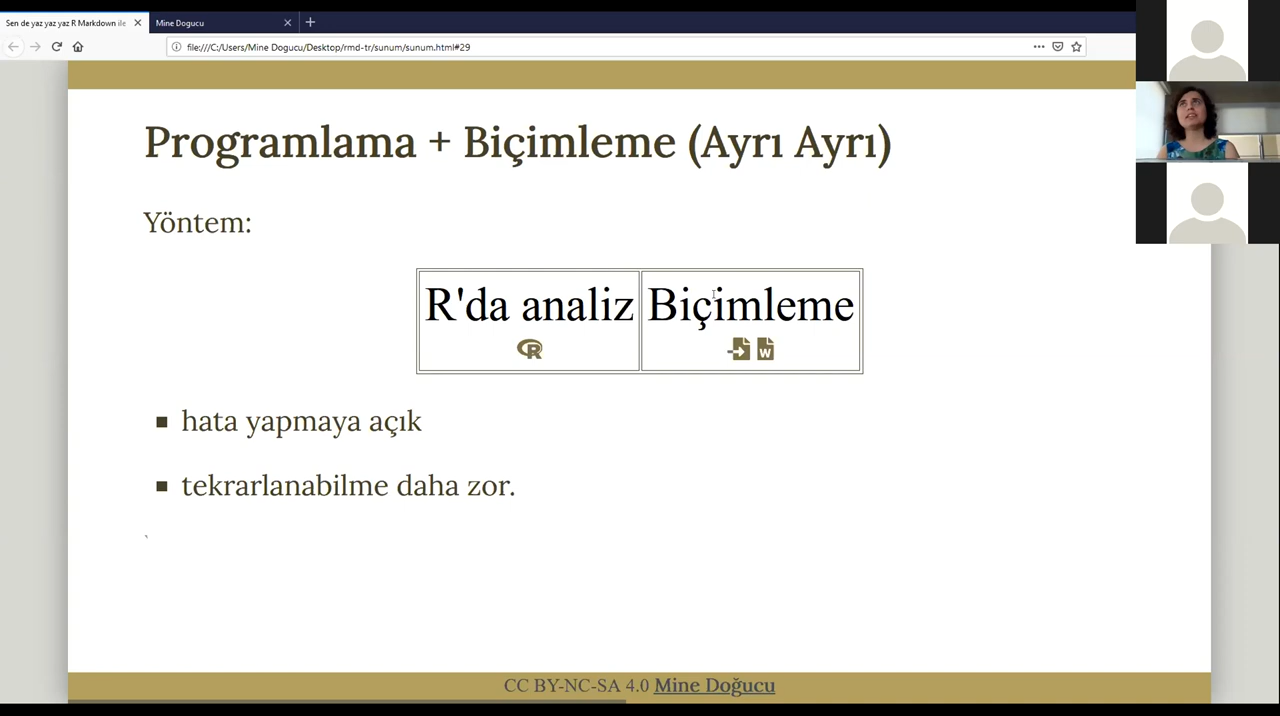 Sen de yaz yaz yaz R Markdown ile
Mine Dogucu
file:///C:/Users/Mine Dogucu/Desktop/rmd-tr/sunum/sunum.html#29
Programlama + Biçimleme (Ayrı Ayrı)
Yöntem:
R'da analiz Biçimleme
R W
hata yapmaya açık
tekrarlanabilme daha zor.
`
CC BY-NC-SA 4.0 Mine Doğucu